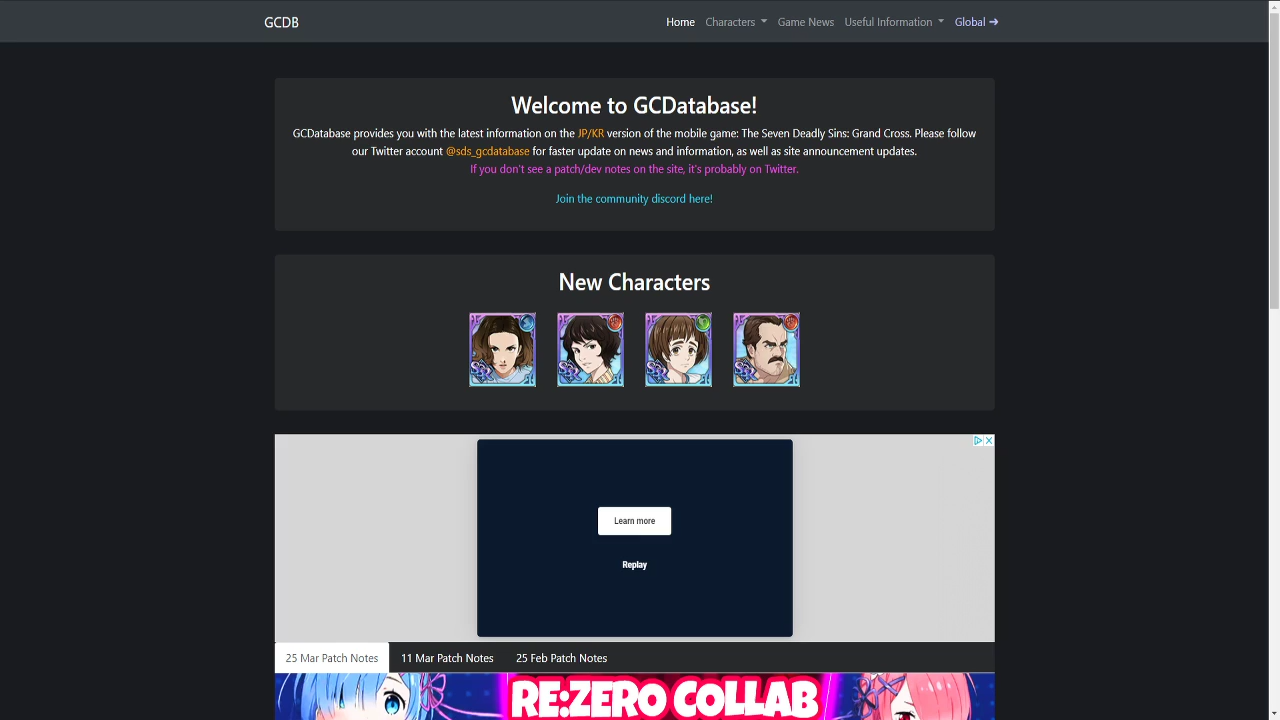 GCDB
Home Characters Game News Useful Information Global ➔
Welcome to GCDatabase!
GCDatabase provides you with the latest information on the JP/KR version of the mobile game: The Seven Deadly Sins: Grand Cross. Please follow
our Twitter account @sds_gcdatabase for faster update on news and information, as well as site announcement updates.
If you don't see a patch/dev notes on the site, it's probably on Twitter.
Join the community discord here!
New Characters
SR SR SR SR
Learn more
Replay
25 Mar Patch Notes 11 Mar Patch Notes 25 Feb Patch Notes
RE:ZERO COLLAB